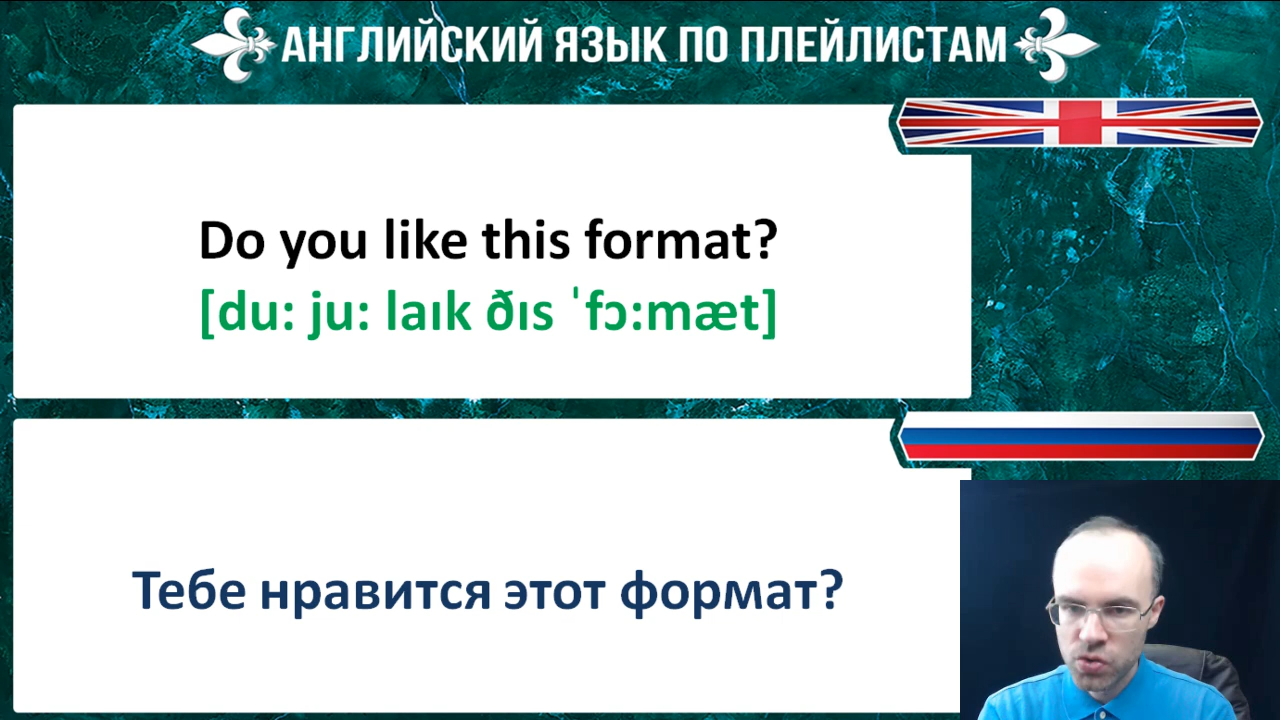 АНГЛИЙСКИЙ ЯЗЫК ПО ПЛЕЙЛИСТАМ
Do you like this format?
[du: ju: laɪk ðɪs ˈfɔ:mæt]
Тебе нравится этот формат?